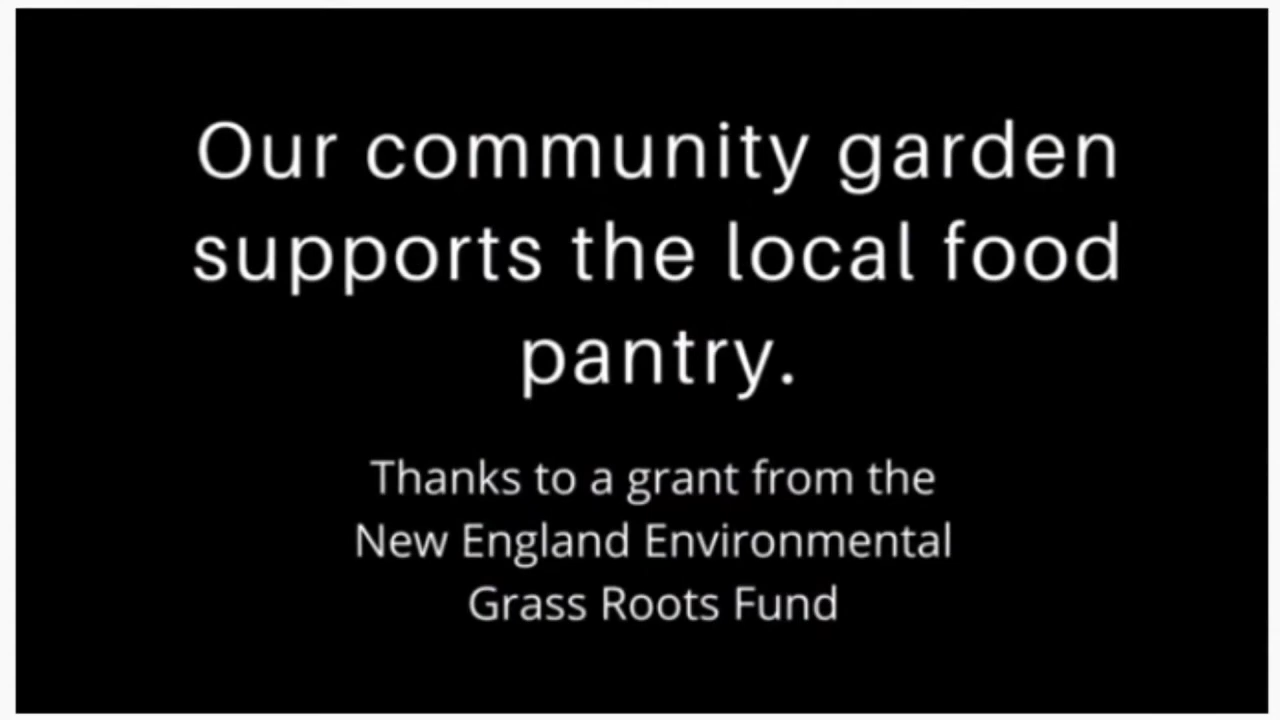 Our community garden
supports the local food
pantry.
Thanks to a grant from the
New England Environmental
Grass Roots Fund